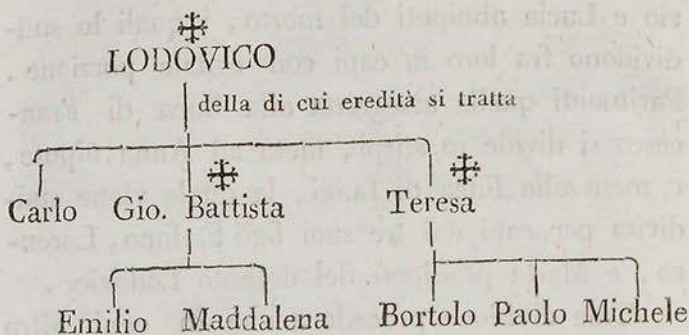 LODOVICO
della di cui eredità si tratta
Carlo Gio. Battista Teresa
Emilio Maddalena Bortolo Paolo Michele